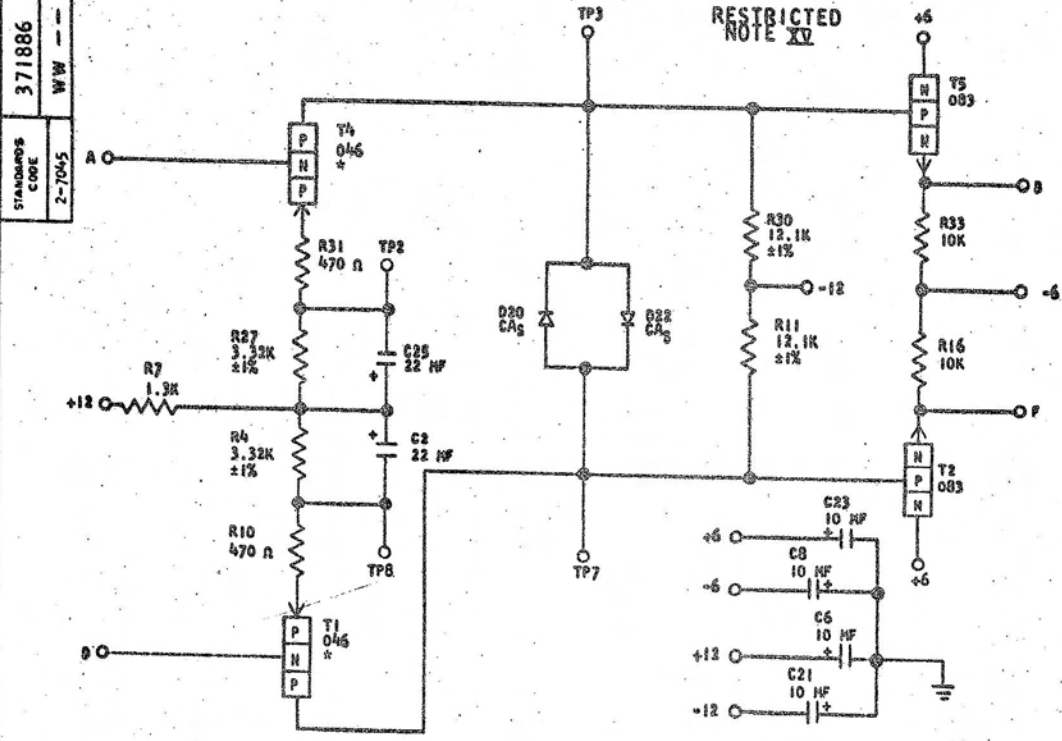 371886
WW --
STANDARDS
CODE
2-7045
RESTRICTED
NOTE XV
TP3
+6
T5
083
N
P
N
T4
046
*
P
N
P
A
B
R31
470 Ω
TP2
R30
12.1K
±1%
R33
10K
-12
-6
D20
CAS
D22
CAS
R27
3.32K
±1%
C25
22 MF
+
R11
12.1K
±1%
R16
10K
R7
1.3K
+12
R4
3.32K
±1%
+
C2
22 MF
P
N
P
N
T2
083
R10
470 Ω
TP8
TP7
+6
C23
10 MF
+6
+
C8
10 MF
-6
+
C6
10 MF
+12
+
C21
10 MF
-12
+
T1
046
*
P
N
P
D